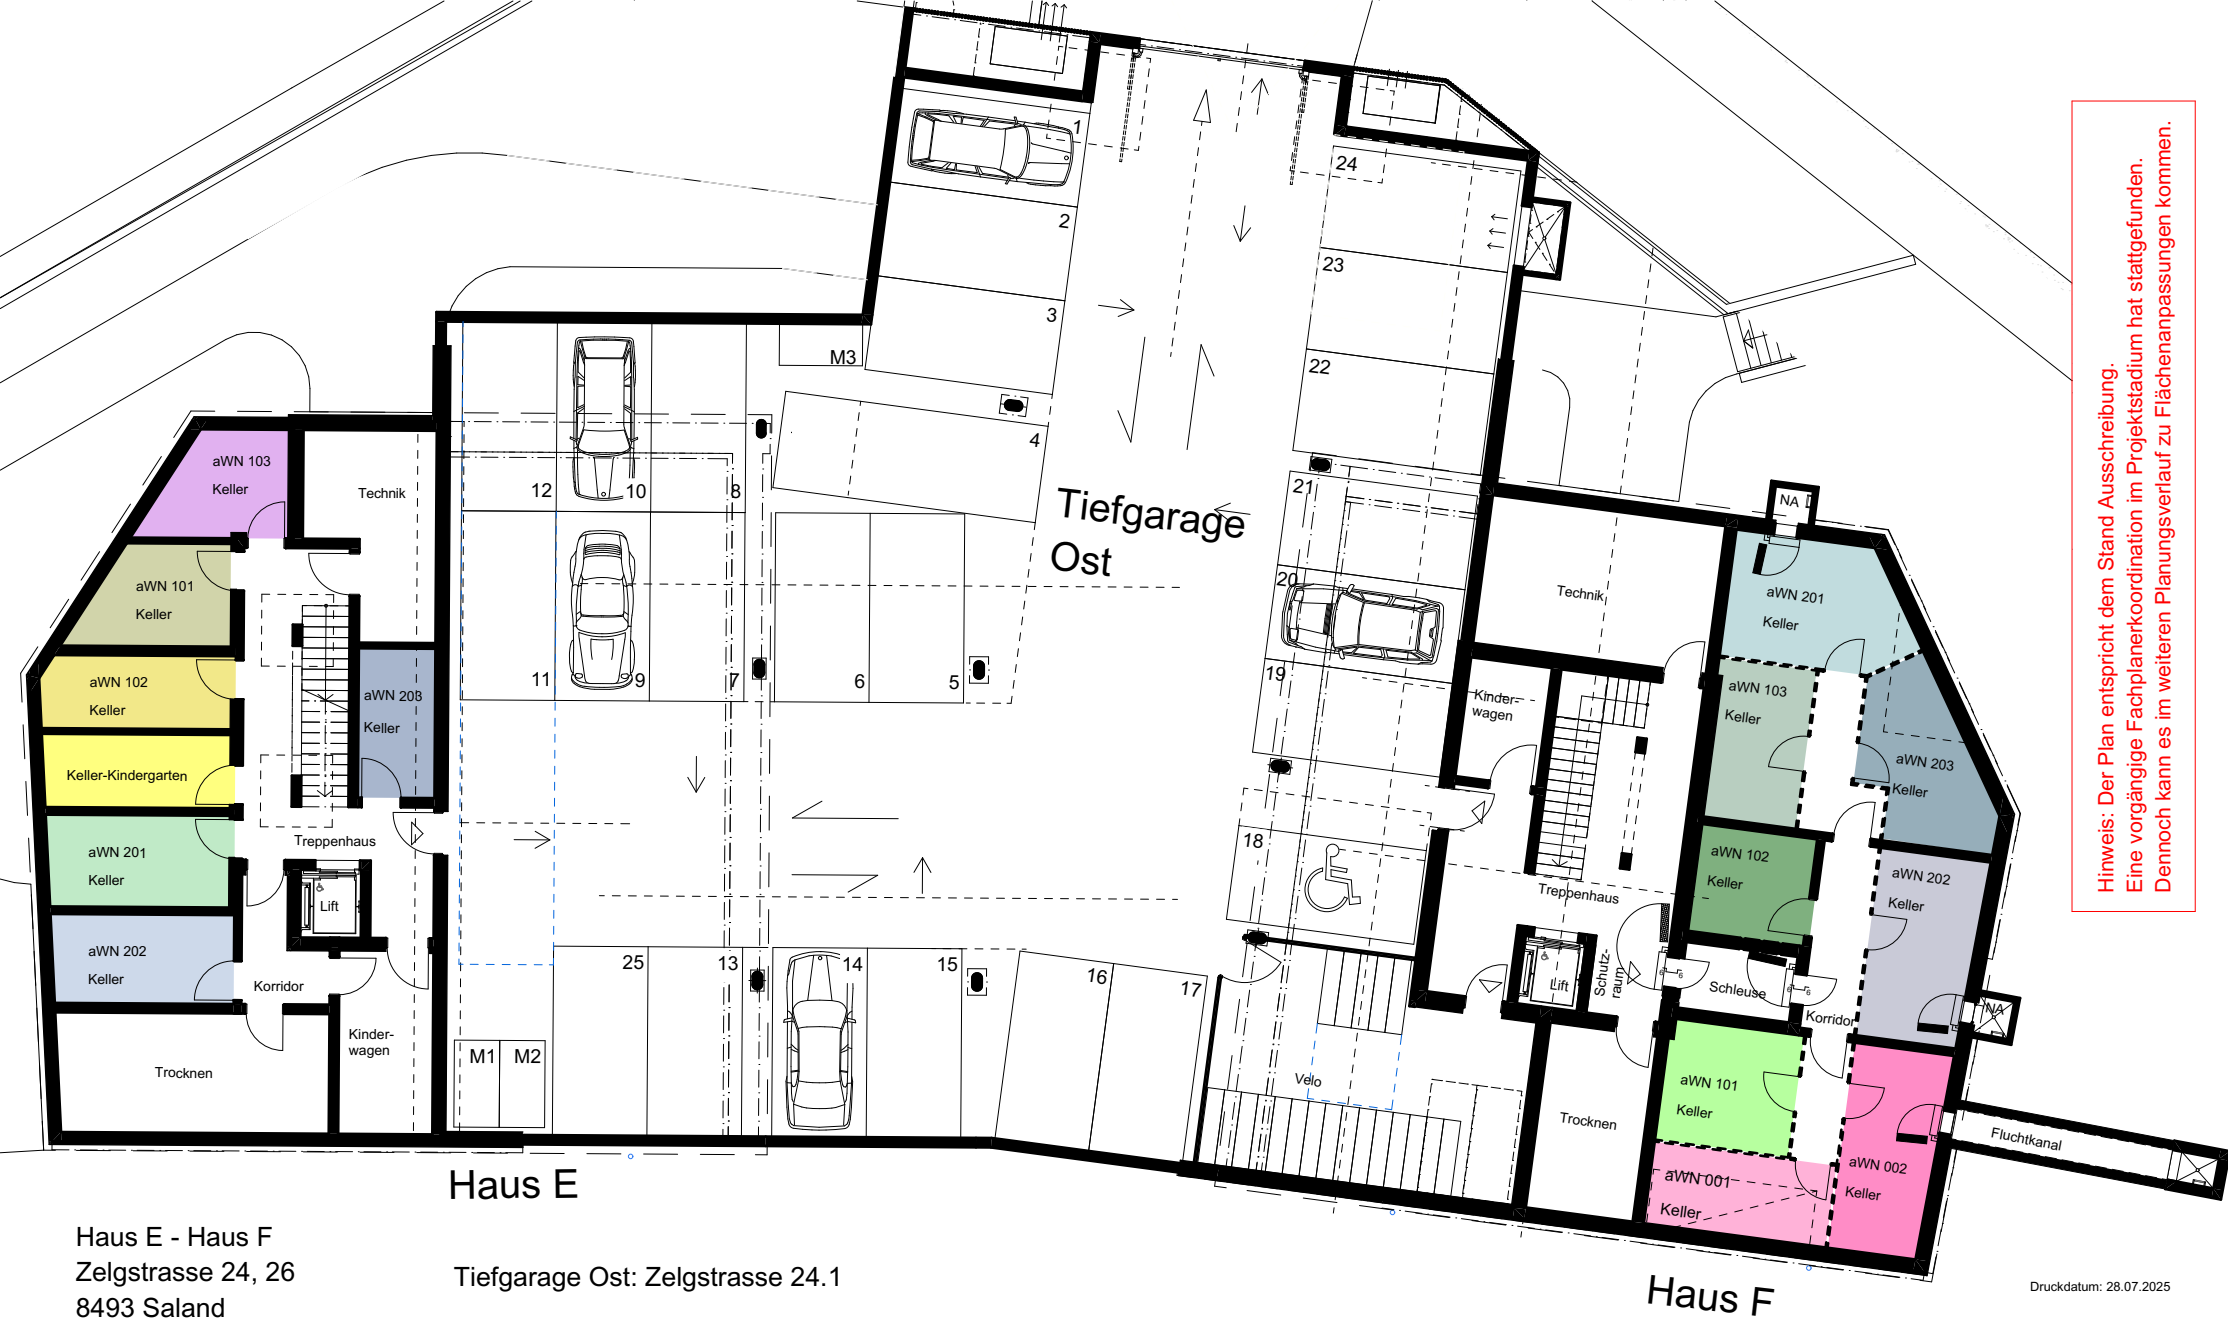 1
2
3
M3
4
24
23
22
21
20
19
18
12
10
8
11
9
7
6
5
25
13
14
15
16
17
M1
M2
Tiefgarage
Ost
aWN 103
Keller
Technik
aWN 101
Keller
aWN 102
Keller
aWN 203
Keller
Keller-Kindergarten
Treppenhaus
aWN 201
Keller
Lift
aWN 202
Keller
Korridor
Kinder-
wagen
Trocknen
Haus E
NA
Technik
aWN 201
Keller
aWN 103
Keller
Kinder-
wagen
aWN 203
Keller
aWN 102
Keller
aWN 202
Keller
Treppenhaus
Lift
Schutz-
raum
Schleuse
Korridor
NA
Velo
aWN 101
Keller
Trocknen
Fluchtkanal
aWN 002
Keller
aWN 001
Keller
Haus F
Hinweis: Der Plan entspricht dem Stand Ausschreibung.
Eine vorgängige Fachplanerkoordination im Projektstadium hat stattgefunden.
Dennoch kann es im weiteren Planungsverlauf zu Flächenanpassungen kommen.
Haus E - Haus F
Zelgstrasse 24, 26
8493 Saland
Tiefgarage Ost: Zelgstrasse 24.1
Druckdatum: 28.07.2025